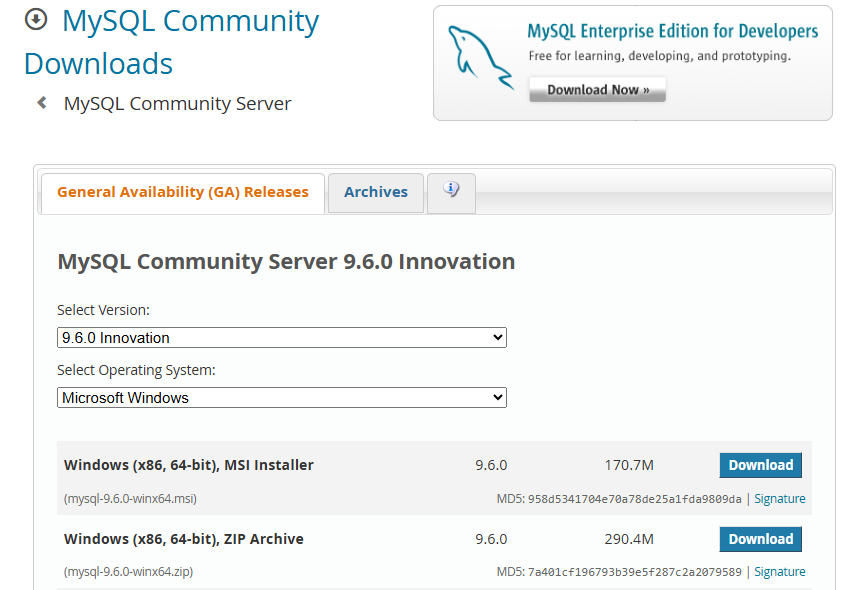 MySQL Community
Downloads
MySQL Community Server
MySQL Enterprise Edition for Developers
Free for learning, developing, and prototyping.
Download Now »
General Availability (GA) Releases
Archives
MySQL Community Server 9.6.0 Innovation
Select Version:
9.6.0 Innovation
Select Operating System:
Microsoft Windows
Windows (x86, 64-bit), MSI Installer 9.6.0 170.7M Download
(mysql-9.6.0-winx64.msi) MD5: 958d5341704e70a78de25a1fda9809da | Signature
Windows (x86, 64-bit), ZIP Archive 9.6.0 290.4M Download
(mysql-9.6.0-winx64.zip) MD5: 7a401cf196793b39e5f287c2a2079589 | Signature